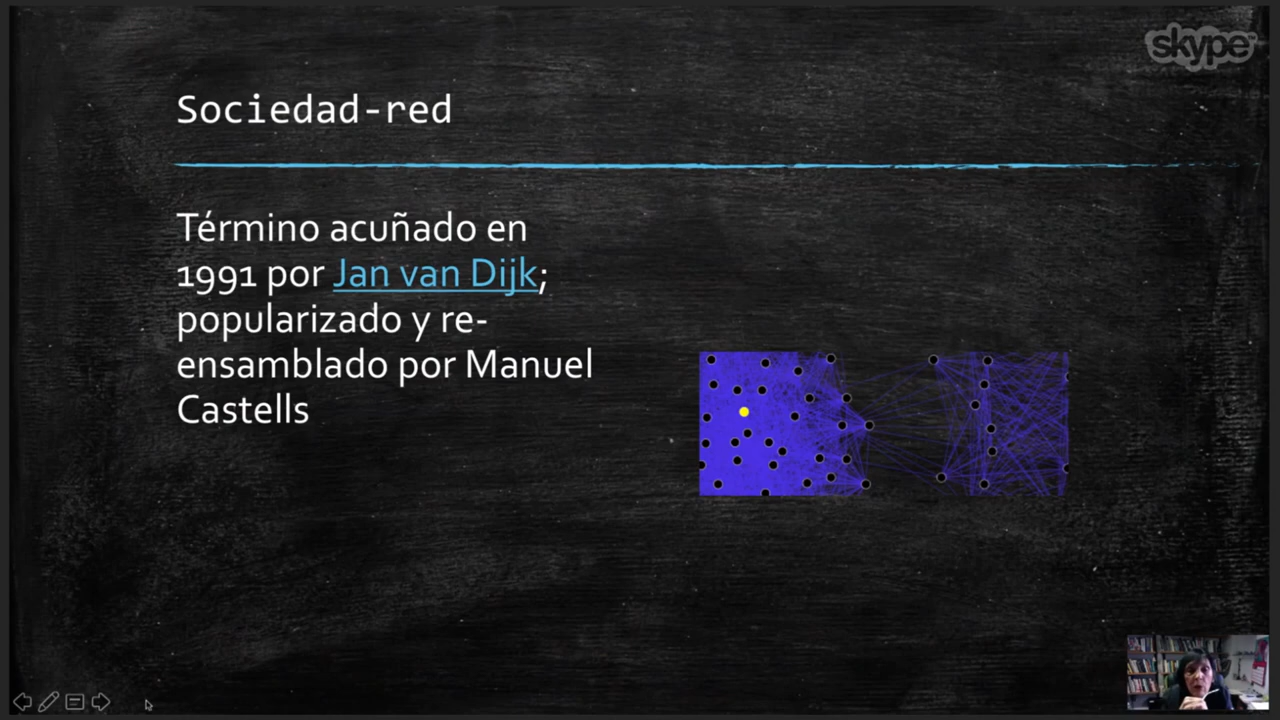 skype
Sociedad-red
Término acuñado en
1991 por Jan van Dijk;
popularizado y re-
ensamblado por Manuel
Castells